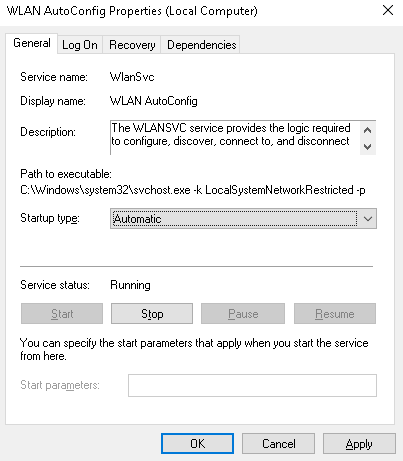 WLAN AutoConfig Properties (Local Computer)
General Log On Recovery Dependencies
Service name: WlanSvc
Display name: WLAN AutoConfig
Description: The WLANSVC service provides the logic required
to configure, discover, connect to, and disconnect
Path to executable:
C:\Windows\system32\svchost.exe -k LocalSystemNetworkRestricted -p
Startup type: Automatic
Service status: Running
Start Stop Pause Resume
You can specify the start parameters that apply when you start the service
from here.
Start parameters:
OK Cancel Apply